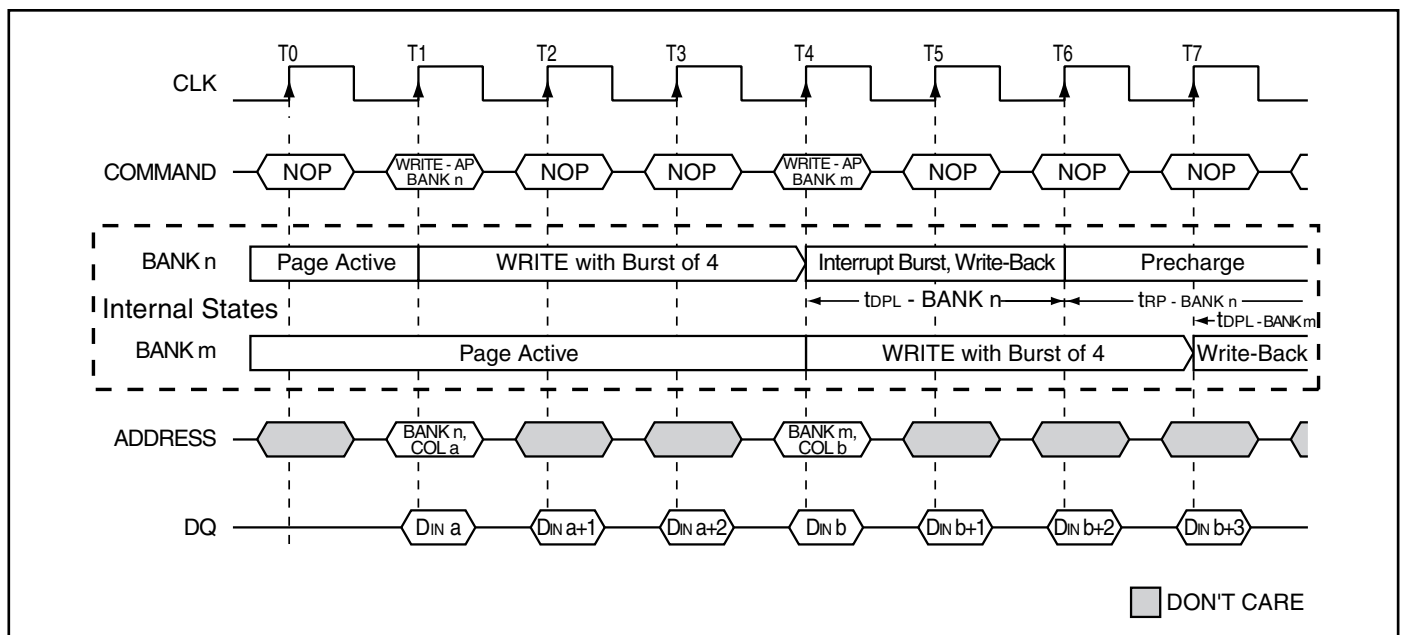 T0 T1 T2 T3 T4 T5 T6 T7
CLK
COMMAND NOP WRITE - AP BANK n NOP NOP WRITE - AP BANK m NOP NOP NOP
BANK n Page Active WRITE with Burst of 4 Interrupt Burst, Write-Back Precharge
tDPL - BANK n tRP - BANK n
Internal States
tDPL - BANK m
BANK m Page Active WRITE with Burst of 4 Write-Back
ADDRESS BANK n, COL a BANK m, COL b
DQ DIN a DIN a+1 DIN a+2 DIN b DIN b+1 DIN b+2 DIN b+3
DON'T CARE